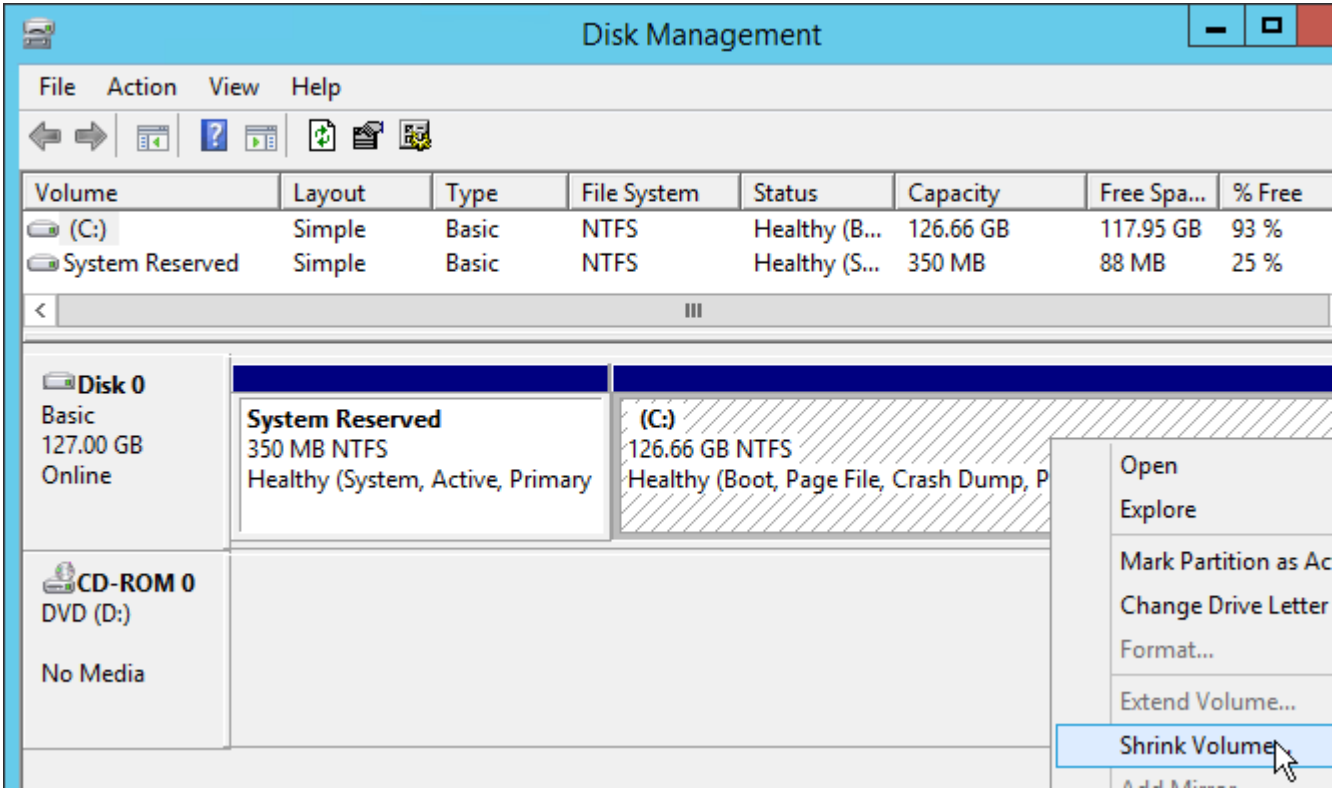 Disk Management
File Action View Help
Volume Layout Type File System Status Capacity Free Spa... % Free
(C:) Simple Basic NTFS Healthy (B... 126.66 GB 117.95 GB 93 %
System Reserved Simple Basic NTFS Healthy (S... 350 MB 88 MB 25 %
Disk 0
Basic
127.00 GB
Online
System Reserved
350 MB NTFS
Healthy (System, Active, Primary
(C:)
126.66 GB NTFS
Healthy (Boot, Page File, Crash Dump, P
CD-ROM 0
DVD (D:)
No Media
Open
Explore
Mark Partition as Ac
Change Drive Letter
Format...
Extend Volume...
Shrink Volume...
Add Mirror...